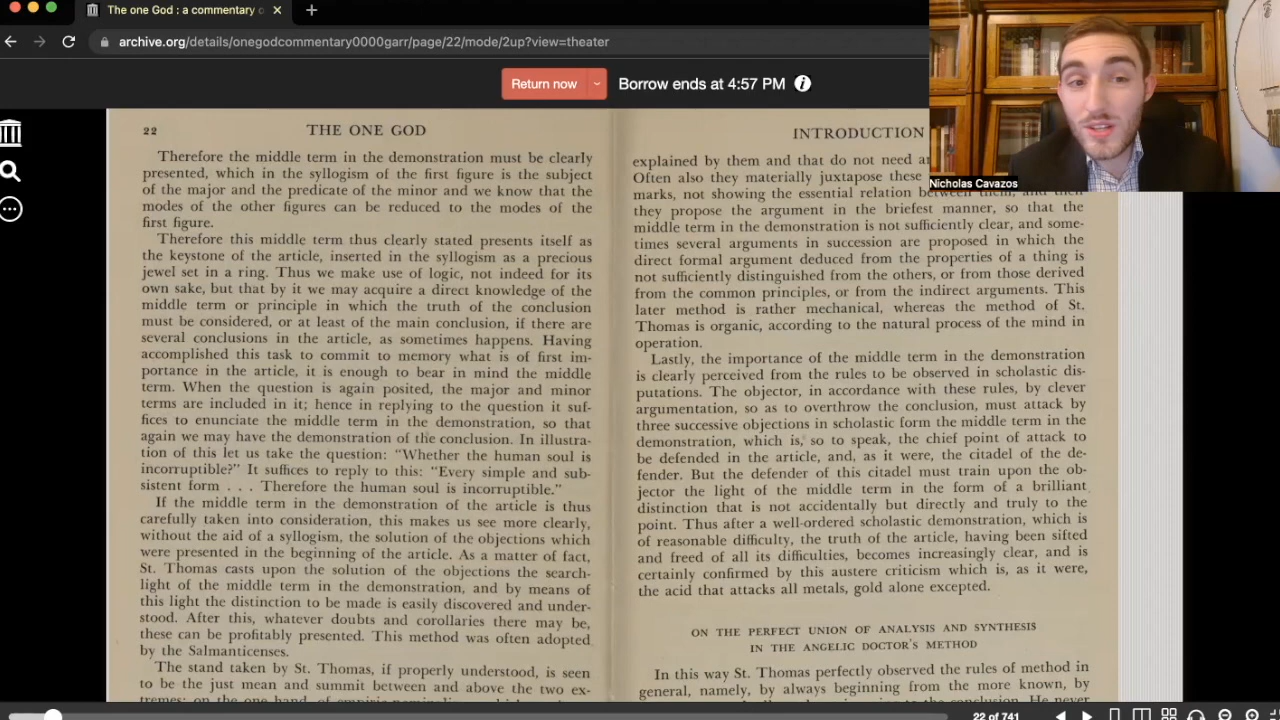 The one God : a commentary o
archive.org/details/onegodcommentary0000garr/page/22/mode/2up?view=theater
Return now
Borrow ends at 4:57 PM
Nicholas Cavazos
22
THE ONE GOD
Therefore the middle term in the demonstration must be clearly
presented, which in the syllogism of the first figure is the subject
of the major and the predicate of the minor and we know that the
modes of the other figures can be reduced to the modes of the
first figure.
Therefore this middle term thus clearly stated presents itself as
the keystone of the article, inserted in the syllogism as a precious
jewel set in a ring. Thus we make use of logic, not indeed for its
own sake, but that by it we may acquire a direct knowledge of the
middle term or principle in which the truth of the conclusion
must be considered, or at least of the main conclusion, if there are
several conclusions in the article, as sometimes happens. Having
accomplished this task to commit to memory what is of first im-
portance in the article, it is enough to bear in mind the middle
term. When the question is again posited, the major and minor
terms are included in it; hence in replying to the question it suf-
fices to enunciate the middle term in the demonstration, so that
again we may have the demonstration of the conclusion. In illustra-
tion of this let us take the question: "Whether the human soul is
incorruptible?" It suffices to reply to this: "Every simple and sub-
sistent form . . . Therefore the human soul is incorruptible."
If the middle term in the demonstration of the article is thus
carefully taken into consideration, this makes us see more clearly,
without the aid of a syllogism, the solution of the objections which
were presented in the beginning of the article. As a matter of fact,
St. Thomas casts upon the solution of the objections the search-
light of the middle term in the demonstration, and by means of
this light the distinction to be made is easily discovered and under-
stood. After this, whatever doubts and corollaries there may be,
these can be profitably presented. This method was often adopted
by the Salmanticenses.
The stand taken by St. Thomas, if properly understood, is seen
to be the just mean and summit between and above the two ex-
tremes: on the one hand, of empiric nominalism
INTRODUCTION
explained by them and that do not need an
Often also they materially juxtapose these
marks, not showing the essential relation between them, and then
they propose the argument in the briefest manner, so that the
middle term in the demonstration is not sufficiently clear, and some-
times several arguments in succession are proposed in which the
direct formal argument deduced from the properties of a thing is
not sufficiently distinguished from the others, or from those derived
from the common principles, or from the indirect arguments. This
later method is rather mechanical, whereas the method of St.
Thomas is organic, according to the natural process of the mind in
operation.
Lastly, the importance of the middle term in the demonstration
is clearly perceived from the rules to be observed in scholastic dis-
putations. The objector, in accordance with these rules, by clever
argumentation, so as to overthrow the conclusion, must attack by
three successive objections in scholastic form the middle term in the
demonstration, which is, so to speak, the chief point of attack to
be defended in the article, and, as it were, the citadel of the de-
fender. But the defender of this citadel must train upon the ob-
jector the light of the middle term in the form of a brilliant
distinction that is not accidentally but directly and truly to the
point. Thus after a well-ordered scholastic demonstration, which is
of reasonable difficulty, the truth of the article, having been sifted
and freed of all its difficulties, becomes increasingly clear, and is
certainly confirmed by this austere criticism which is, as it were,
the acid that attacks all metals, gold alone excepted.
ON THE PERFECT UNION OF ANALYSIS AND SYNTHESIS
IN THE ANGELIC DOCTOR'S METHOD
In this way St. Thomas perfectly observed the rules of method in
general, namely, by always beginning from the more known, by
to the conclusion. He never
22 of 741